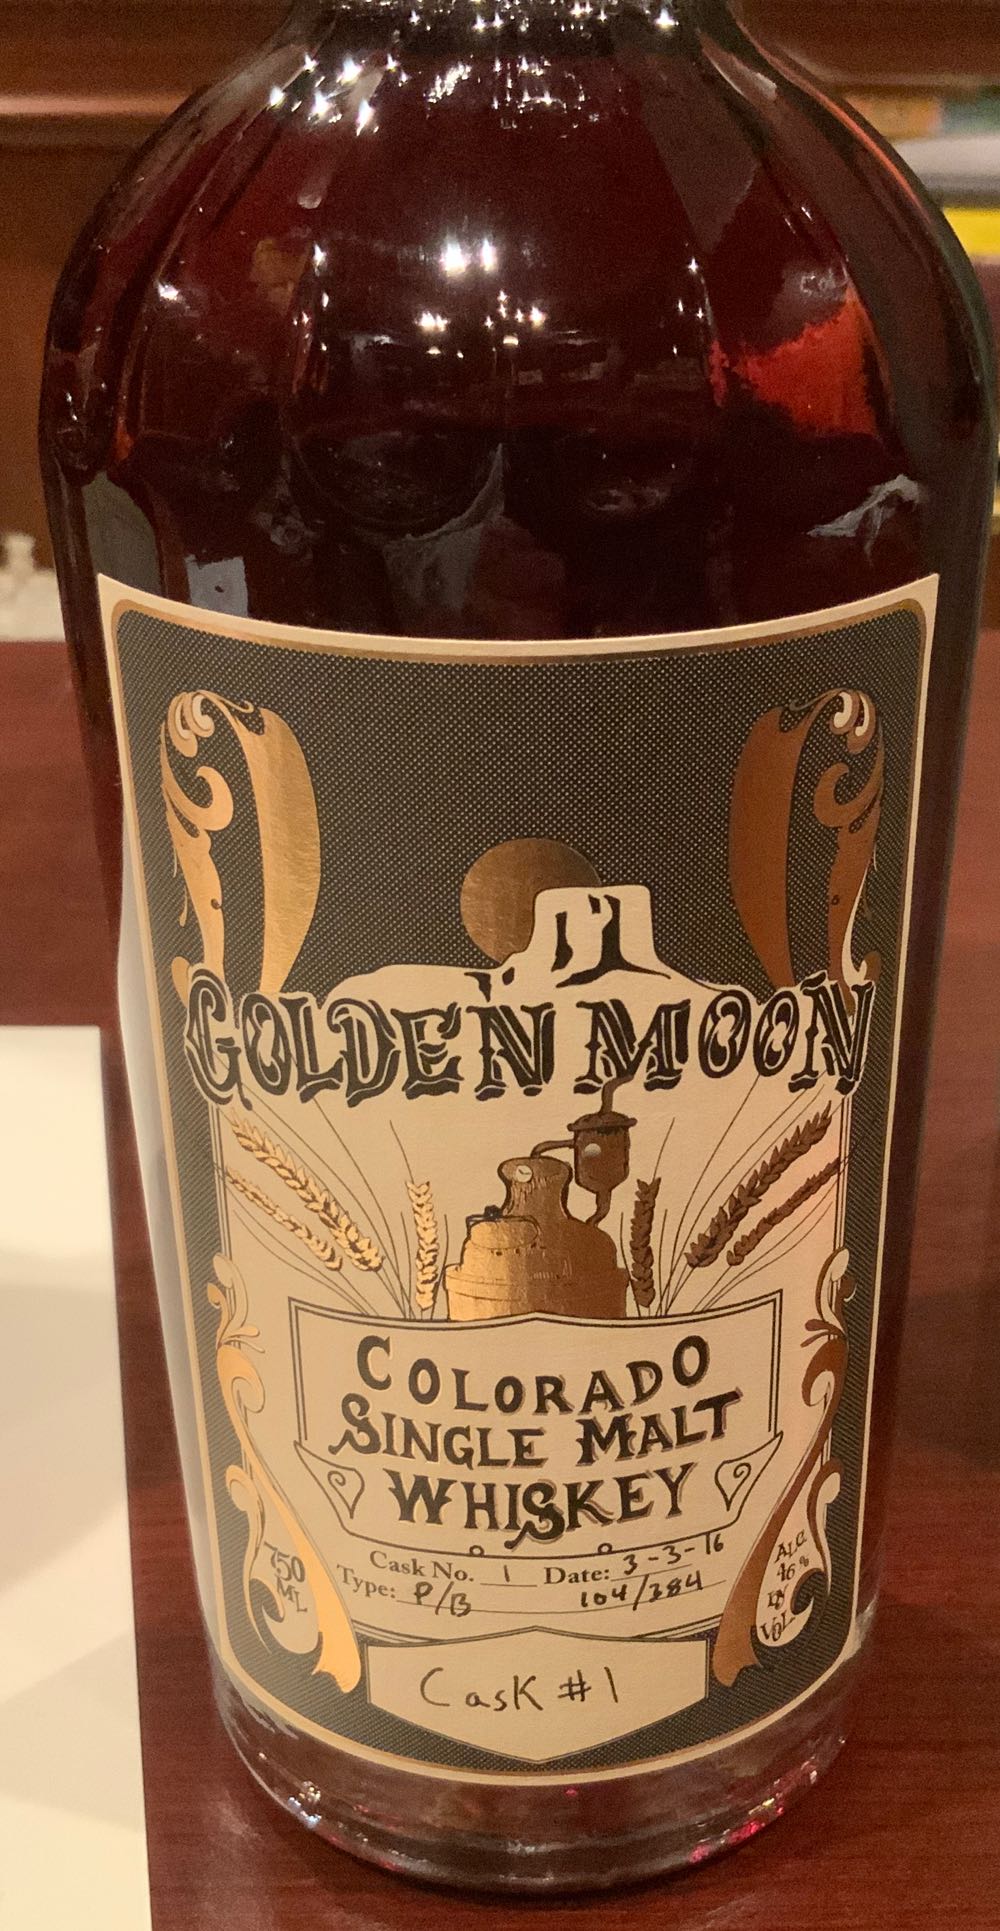 GOLDEN MOON
COLORADO
SINGLE MALT
WHISKEY
Cask No. 1 Date: 3-3-16
Type: P/B 104/384
750
ML
ALC.
46%
BY
VOL.
Cask #1